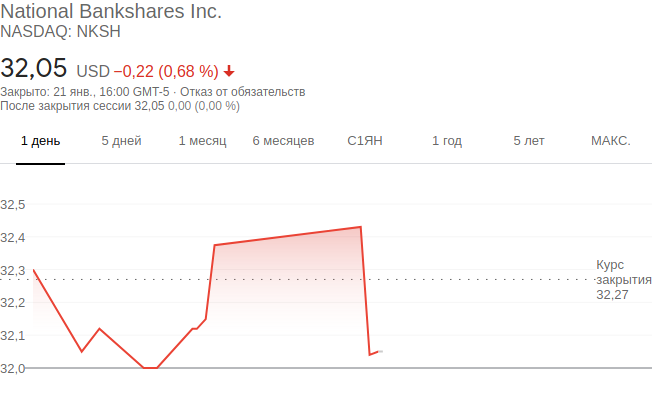 National Bankshares Inc.
NASDAQ: NKSH
32,05 USD −0,22 (0,68 %)
Закрыто: 21 янв., 16:00 GMT-5 · Отказ от обязательств
После закрытия сессии 32,05 0,00 (0,00 %)
1 день 5 дней 1 месяц 6 месяцев С1ЯН 1 год 5 лет МАКС.
32,5
32,4
32,3
32,2
32,1
32,0
Курс
закрытия
32,27